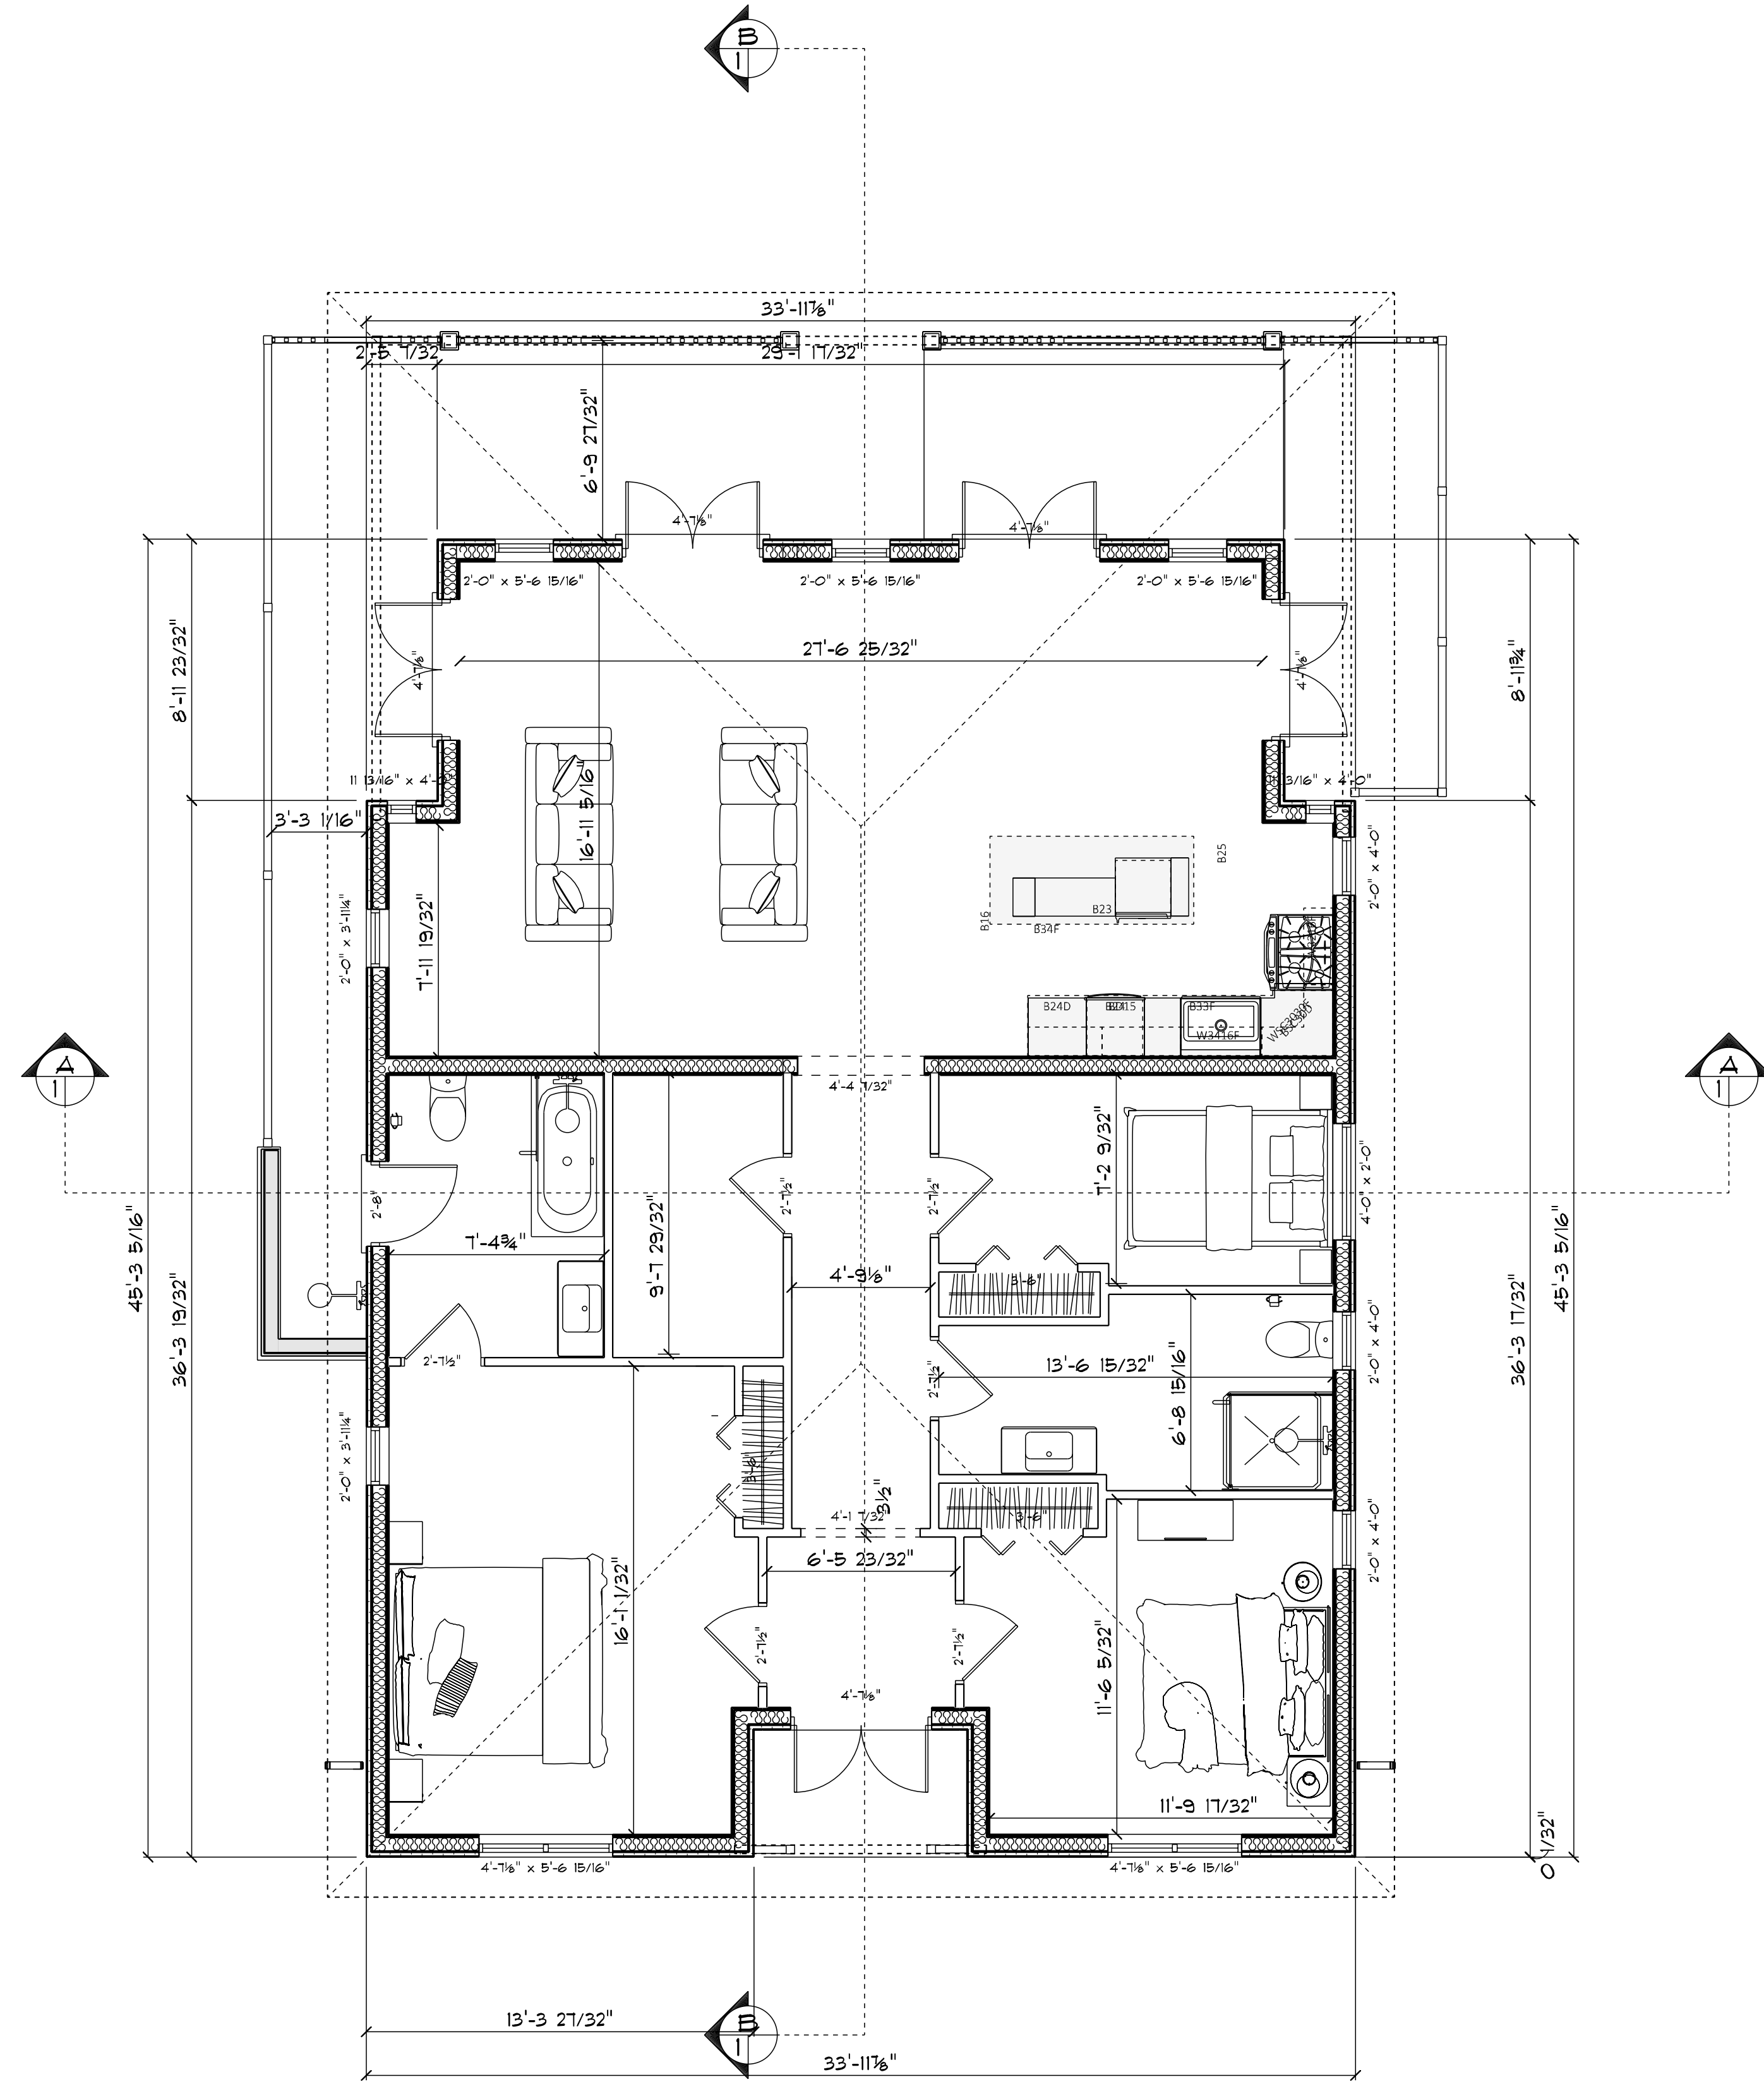 B
1
33'-11⅞"
2'-5 7/32
29'-1 17/32"
6'-9 27/32"
4'-7⅛"
4'-7⅛"
2'-0" x 5'-6 15/16"
2'-0" x 5'-6 15/16"
2'-0" x 5'-6 15/16"
27'-6 25/32"
8'-11 23/32"
4'-7⅛"
4'-7⅛"
8'-11¾"
11 13/16" x 4'-0"
3/16" x 4'-0"
3'-3 1/16"
16'-11 5/16"
2'-0" x 4'-0"
B25
B16
B23
B34F
2'-0" x 3'-11¼"
7'-11 19/32"
B24D
B33F
W3416F
A
1
A
1
4'-4 7/32"
7'-2 9/32"
4'-0" x 2'-0"
2'-8"
2'-7½"
2'-7½"
7'-4¾"
9'-7 29/32"
4'-9⅛"
3'-6"
45'-3 5/16"
36'-3 19/32"
36'-3 17/32"
45'-3 5/16"
2'-0" x 4'-0"
2'-7½"
2'-7½"
13'-6 15/32"
6'-8 15/16"
2'-0" x 3'-11¼"
3'-6"
3½"
4'-1 7/32"
3'-6"
2'-0" x 4'-0"
6'-5 23/32"
16'-1 1/32"
2'-7½"
2'-7½"
11'-6 5/32"
4'-7⅛"
11'-9 17/32"
0 1/32"
4'-7⅛" x 5'-6 15/16"
4'-7⅛" x 5'-6 15/16"
13'-3 27/32"
B
1
33'-11⅞"